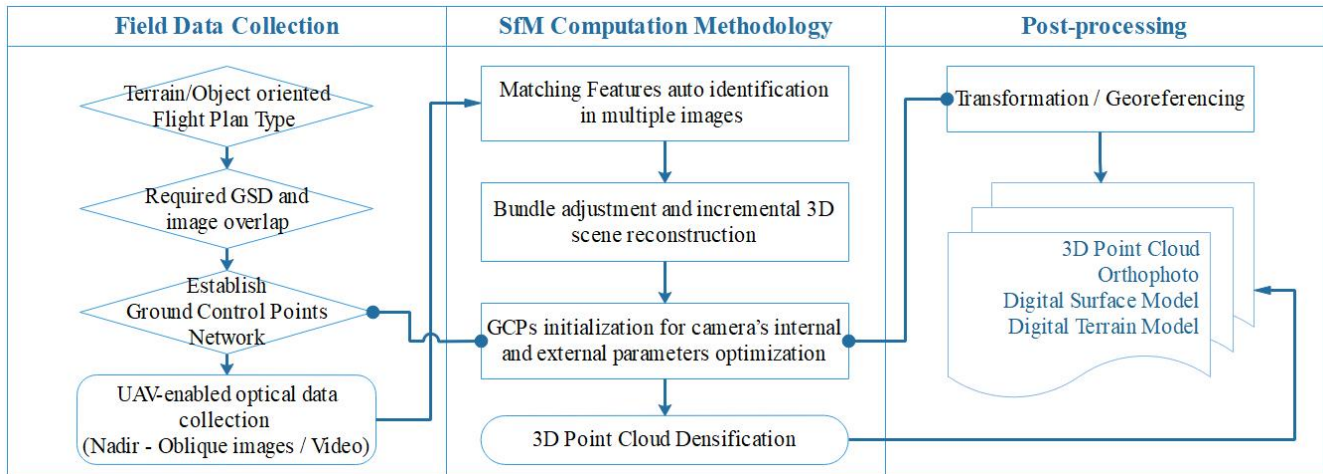 Field Data Collection
Terrain/Object oriented
Flight Plan Type
Required GSD and
image overlap
Establish
Ground Control Points
Network
UAV-enabled optical data
collection
(Nadir - Oblique images / Video)
SfM Computation Methodology
Matching Features auto identification
in multiple images
Bundle adjustment and incremental 3D
scene reconstruction
GCPs initialization for camera's internal
and external parameters optimization
3D Point Cloud Densification
Post-processing
Transformation / Georeferencing
3D Point Cloud
Orthophoto
Digital Surface Model
Digital Terrain Model